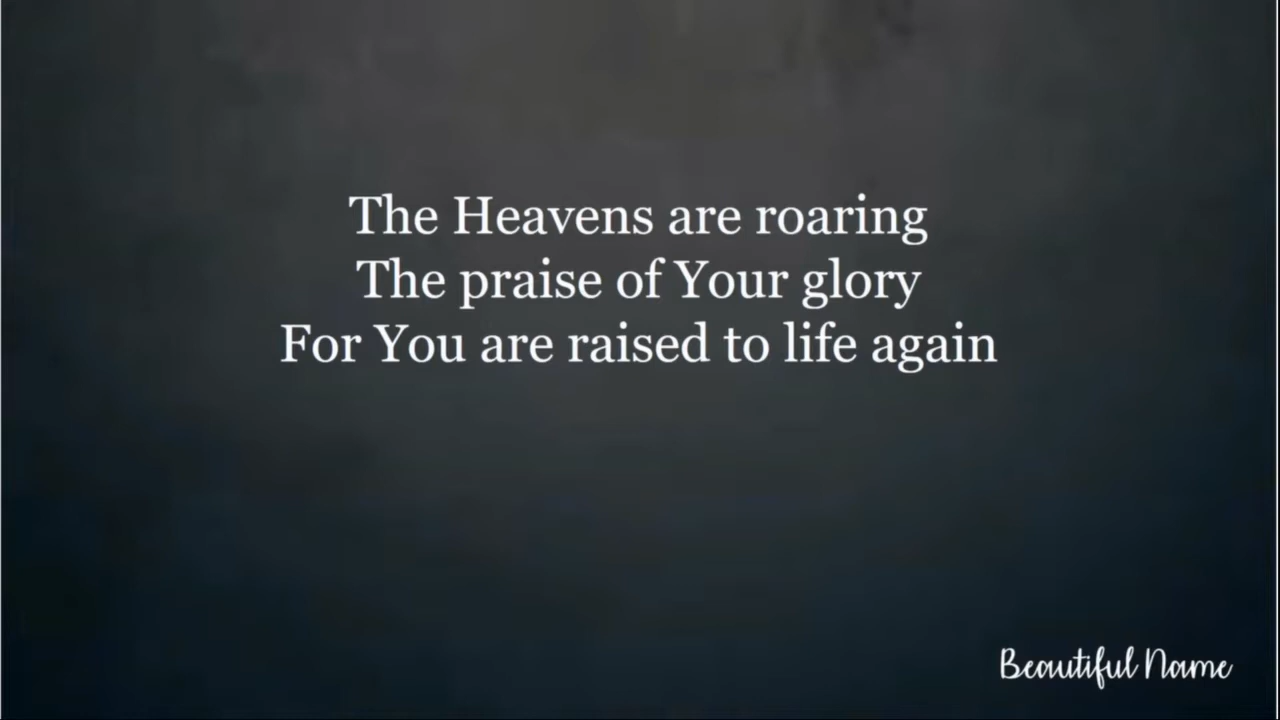 The Heavens are roaring
The praise of Your glory
For You are raised to life again
Beautiful Name